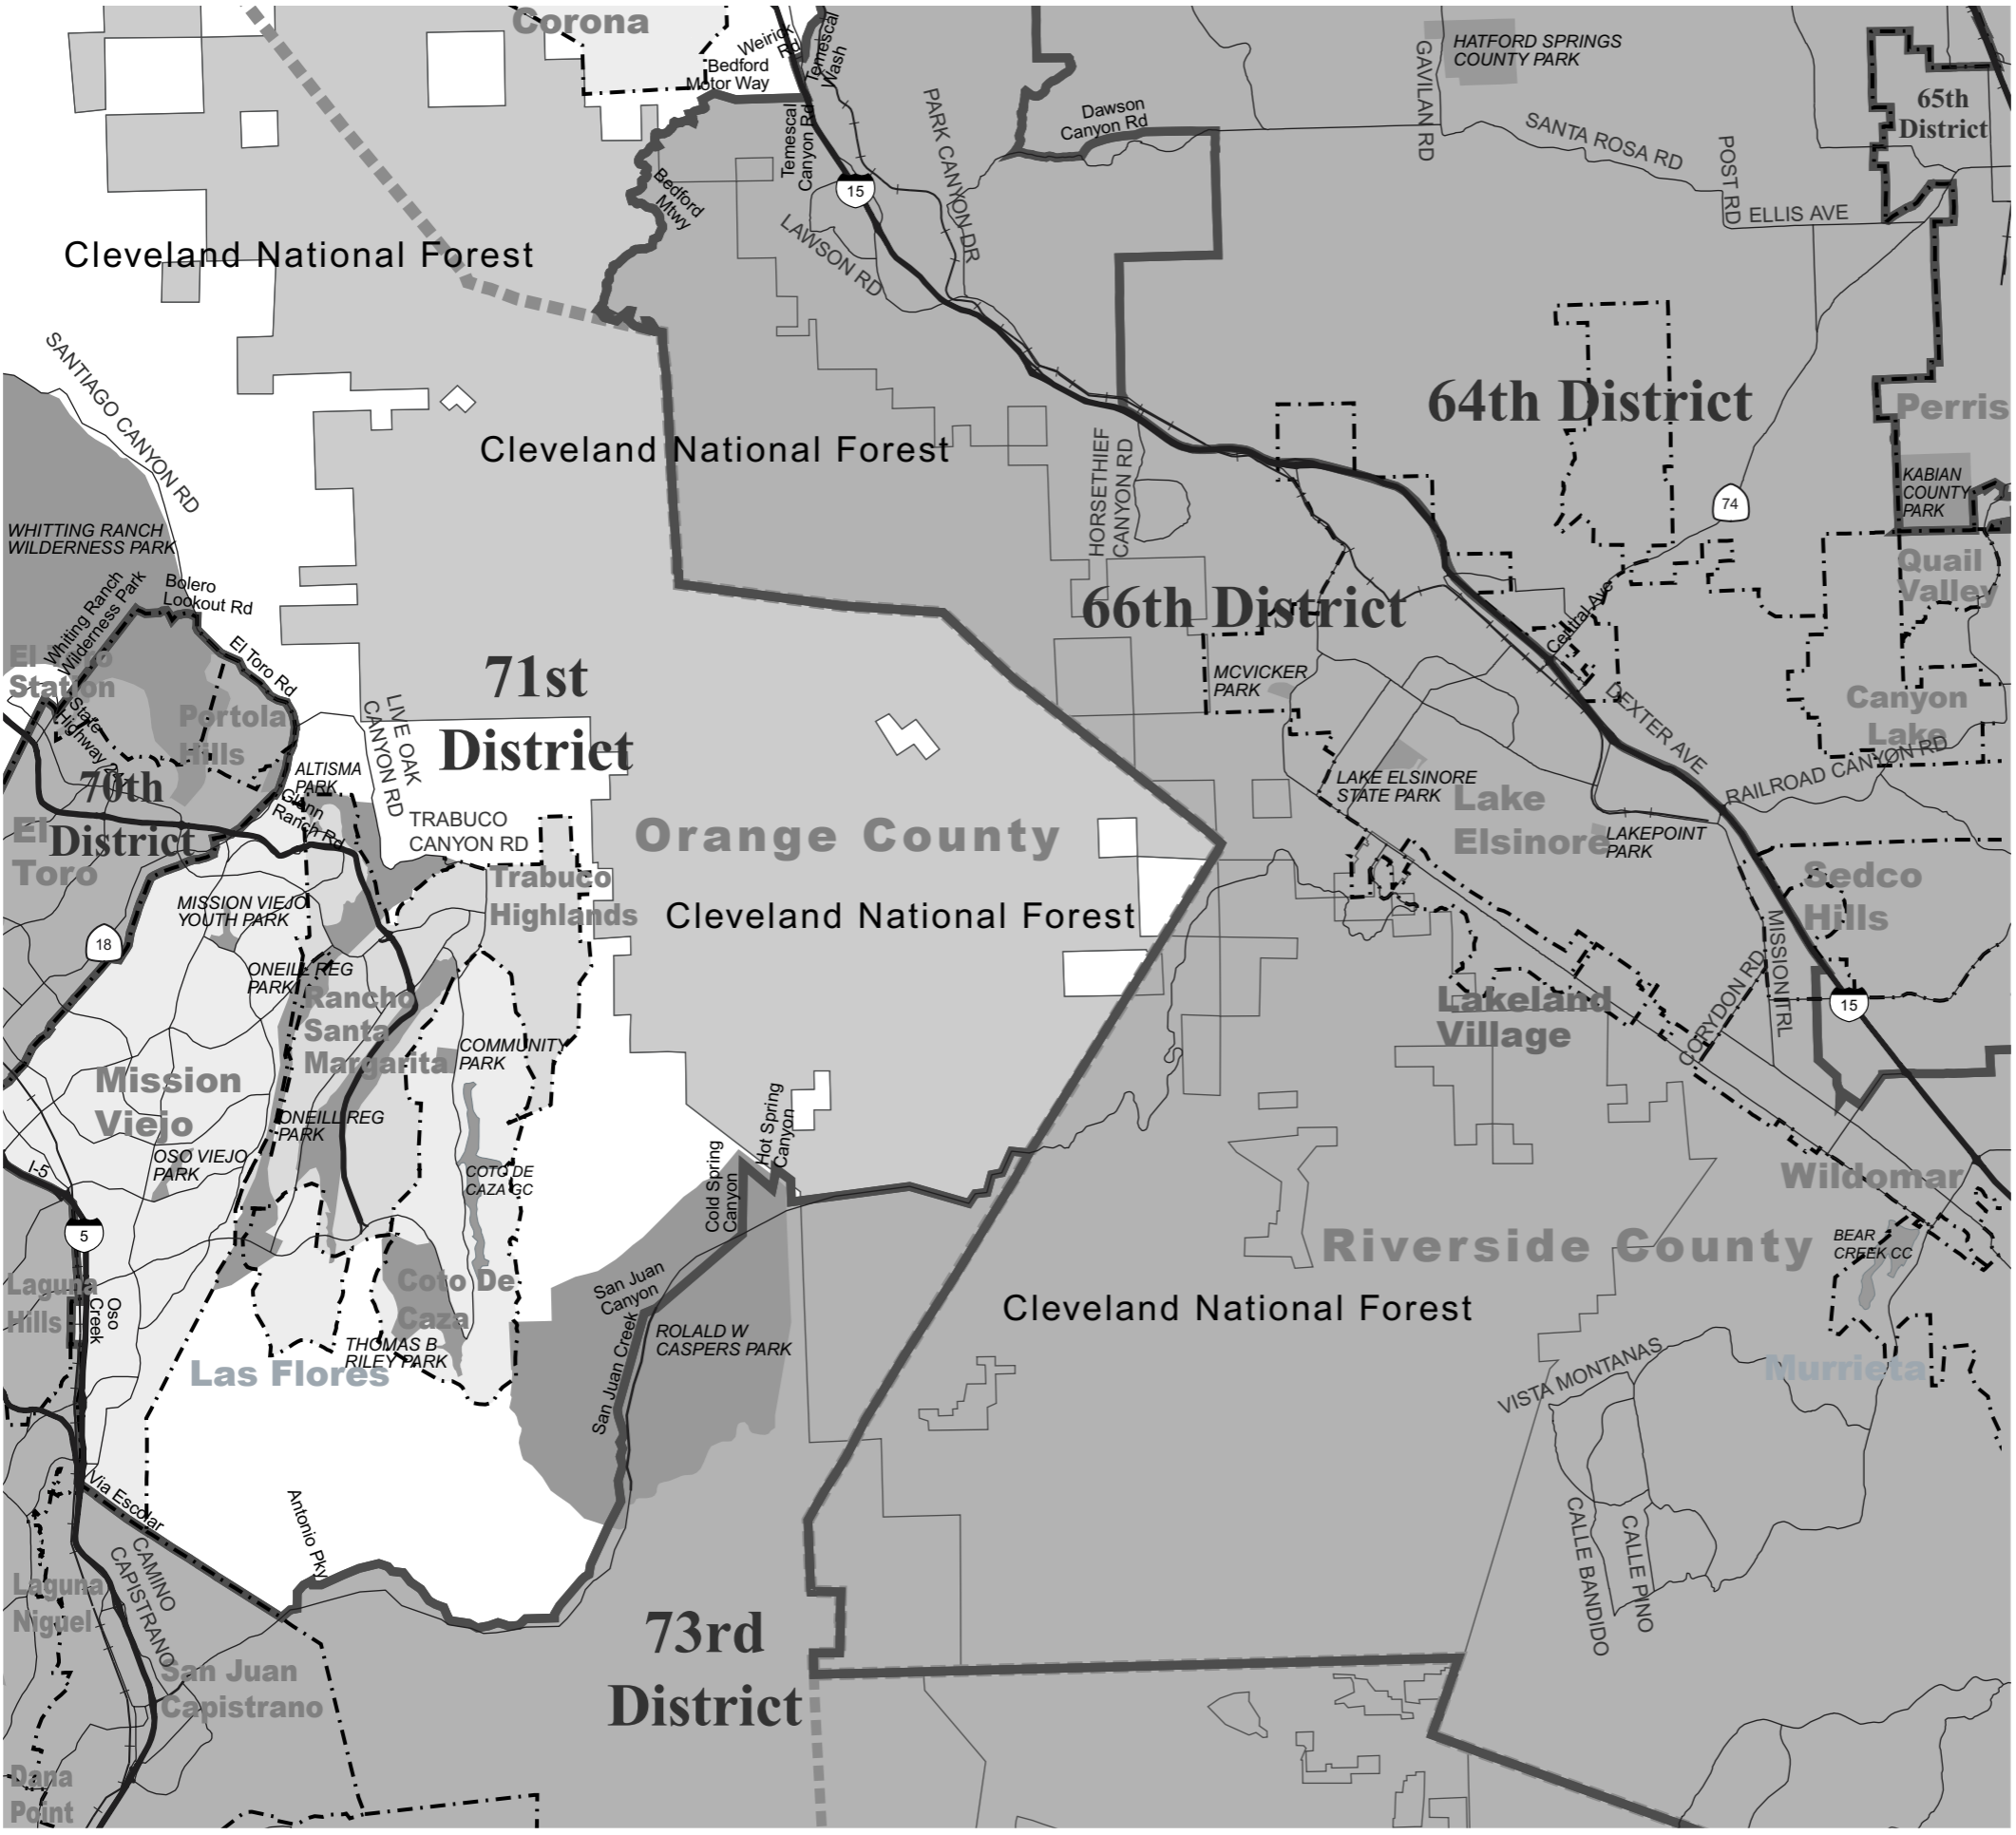 Corona
Weirick
Rd
Temescal
Wash
Bedford
Motor Way
HATFORD SPRINGS
COUNTY PARK
GAVILAN RD
65th
District
PARK CANYON DR
Dawson
Canyon Rd
Temescal
Canyon Rd
SANTA ROSA RD
POST RD
ELLIS AVE
15
Bedford
Mtwy
LAWSON RD
Cleveland National Forest
SANTIAGO CANYON RD
64th District
Perris
Cleveland National Forest
HORSETHIEF
CANYON RD
KABIAN
COUNTY
PARK
74
WHITTING RANCH
WILDERNESS PARK
Quail
Valley
Whiting Ranch
Wilderness Park
Bolero
Lookout Rd
66th District
Central Ave
El Toro Rd
El Toro
Station
State
Highway
71st
District
MCVICKER
PARK
DEXTER AVE
Canyon
Lake
RAILROAD CANYON RD
Portola
Hills
LIVE OAK
CANYON RD
ALTISMA
PARK
70th
District
Glenn
Ranch Rd
LAKE ELSINORE
STATE PARK
Lake
Elsinore
LAKEPOINT
PARK
El
Toro
TRABUCO
CANYON RD
Orange County
Trabuco
Highlands
Sedco
Hills
MISSION VIEJO
YOUTH PARK
Cleveland National Forest
18
MISSION TRL
CORYDON RD
15
ONEILL REG
PARK
Rancho
Santa
Margarita
Lakeland
Village
COMMUNITY
PARK
Mission
Viejo
ONEILL REG
PARK
Hot Spring
Canyon
Cold Spring
Canyon
OSO VIEJO
PARK
I-5
COTO DE
CAZA GC
Wildomar
5
Riverside County
BEAR
CREEK CC
Laguna
Hills
Oso
Creek
Coto De
Caza
San Juan
Canyon
Cleveland National Forest
San Juan Creek
ROLALD W
CASPERS PARK
THOMAS B
RILEY PARK
Las Flores
VISTA MONTANAS
Murrieta
Via Escolar
Antonio Pky
CAMINO
CAPISTRANO
CALLE BANDIDO
CALLE PINO
Laguna
Niguel
73rd
District
San Juan
Capistrano
Dana
Point